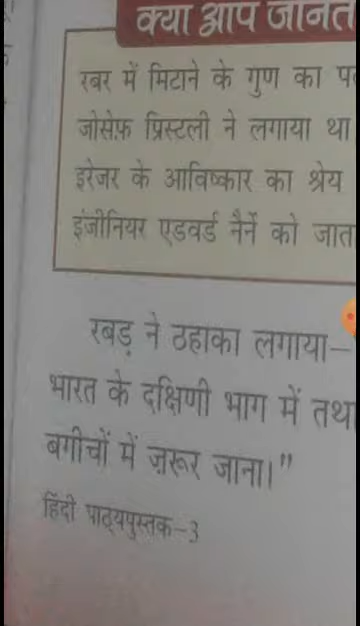 क्या आप जानत
रबर में मिटाने के गुण का प
जोसेफ़ प्रिस्टली ने लगाया था
इरेजर के आविष्कार का श्रेय
इंजीनियर एडवर्ड नैर्ने को जात
रबड़ ने ठहाका लगाया—
भारत के दक्षिणी भाग में तथा
बगीचों में ज़रूर जाना।"
हिंदी पाठ्यपुस्तक-3